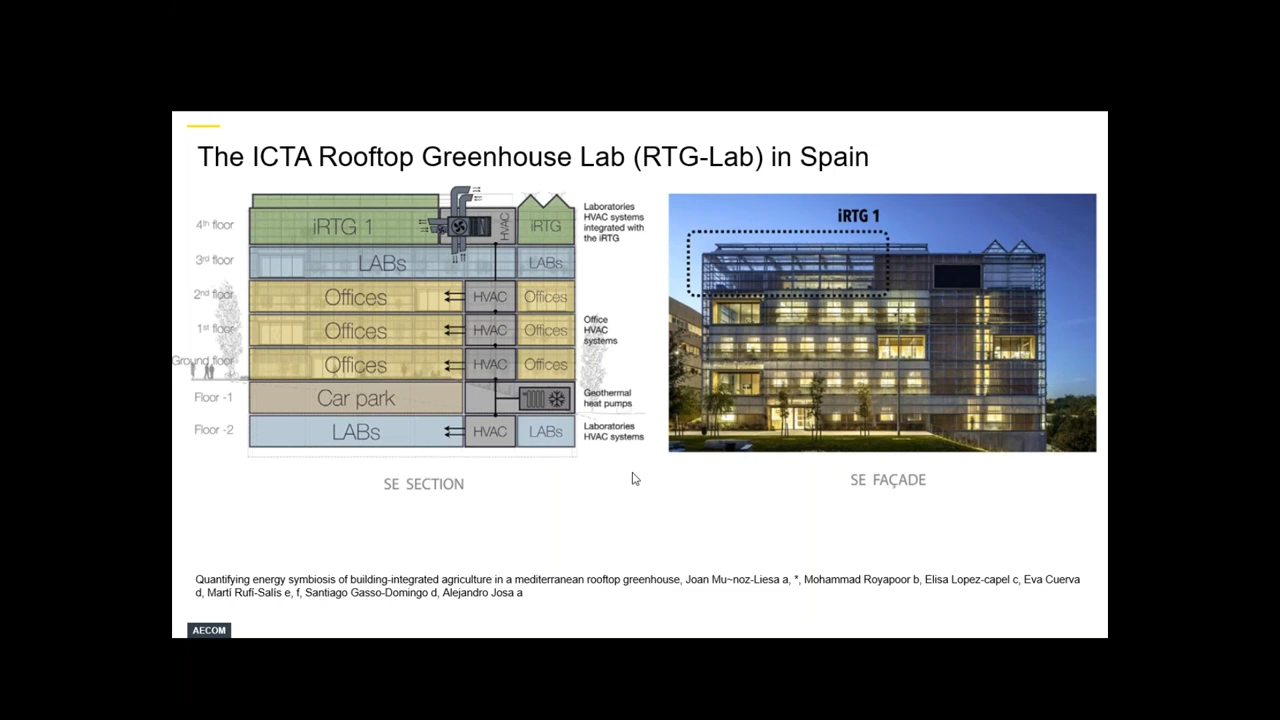 The ICTA Rooftop Greenhouse Lab (RTG-Lab) in Spain
4th floor
iRTG 1
HVAC
iRTG
Laboratories
HVAC systems
integrated with
the iRTG
3rd floor
LABs
LABs
2nd floor
Offices
HVAC
Offices
1st floor
Offices
HVAC
Offices
Office
HVAC
systems
Ground floor
Offices
HVAC
Offices
Floor -1
Car park
Geothermal
heat pumps
Floor -2
LABs
HVAC
LABs
Laboratories
HVAC systems
SE SECTION
iRTG 1
SE FAÇADE
Quantifying energy symbiosis of building-integrated agriculture in a mediterranean rooftop greenhouse, Joan Mu~noz-Liesa a, *, Mohammad Royapoor b, Elisa Lopez-capel c, Eva Cuerva
d, Martí Rufí-Salís e, f, Santiago Gasso-Domingo d, Alejandro Josa a
AECOM